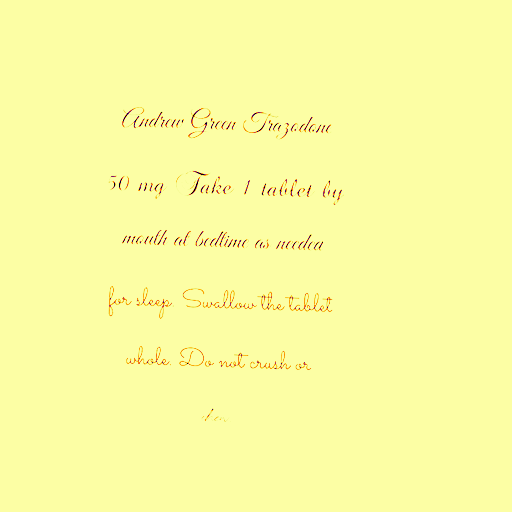 Andrew Green Trazodone
50 mg Take 1 tablet by
mouth at bedtime as needed
for sleep. Swallow the tablet
whole. Do not crush or